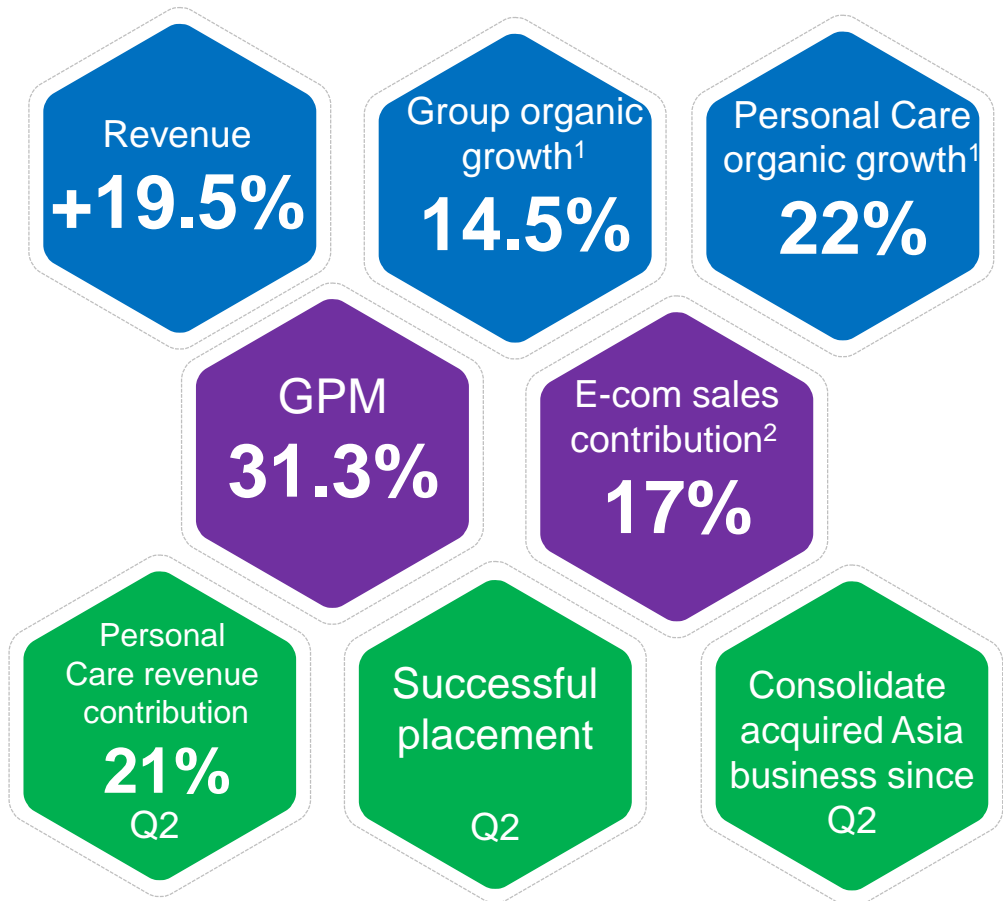 Revenue
+19.5%
Group organic
growth¹
14.5%
Personal Care
organic growth¹
22%
GPM
31.3%
E-com sales
contribution²
17%
Personal
Care revenue
contribution
21%
Q2
Successful
placement
Q2
Consolidate
acquired Asia
business since
Q2